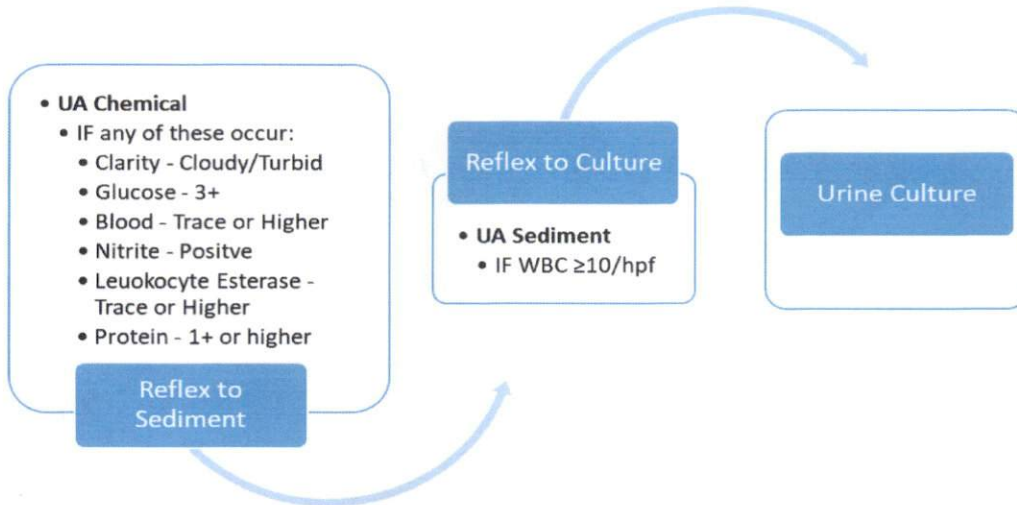 • UA Chemical
• IF any of these occur:
• Clarity - Cloudy/Turbid
• Glucose - 3+
• Blood - Trace or Higher
• Nitrite - Positve
• Leuokocyte Esterase -
Trace or Higher
• Protein - 1+ or higher
Reflex to
Sediment
Reflex to Culture
• UA Sediment
• IF WBC ≥10/hpf
Urine Culture